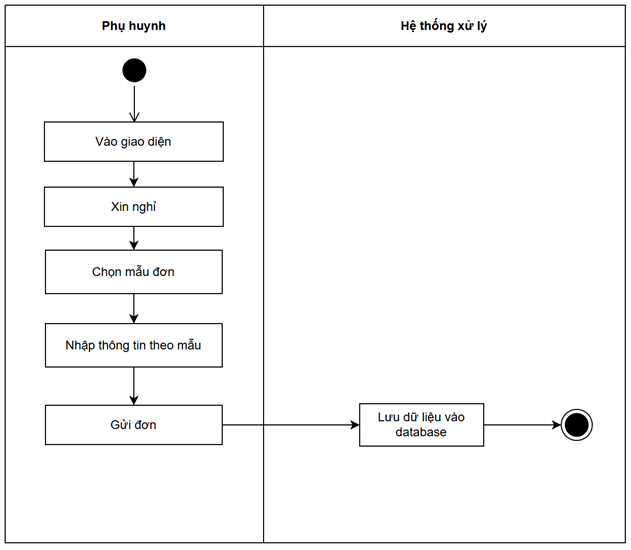 Phụ huynh
Hệ thống xử lý
Vào giao diện
Xin nghỉ
Chọn mẫu đơn
Nhập thông tin theo mẫu
Gửi đơn
Lưu dữ liệu vào
database